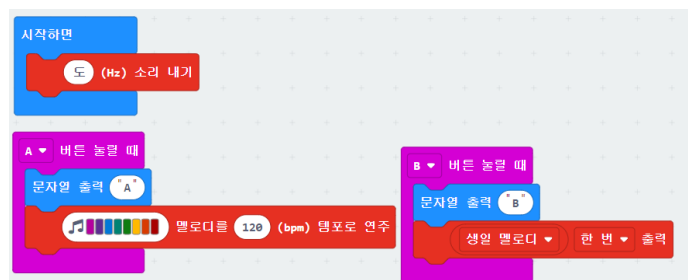 시작하면
도 (Hz) 소리 내기
A 버튼 눌릴 때
문자열 출력 "A"
멜로디를 120 (bpm) 템포로 연주
B 버튼 눌릴 때
문자열 출력 "B"
생일 멜로디 한 번 출력